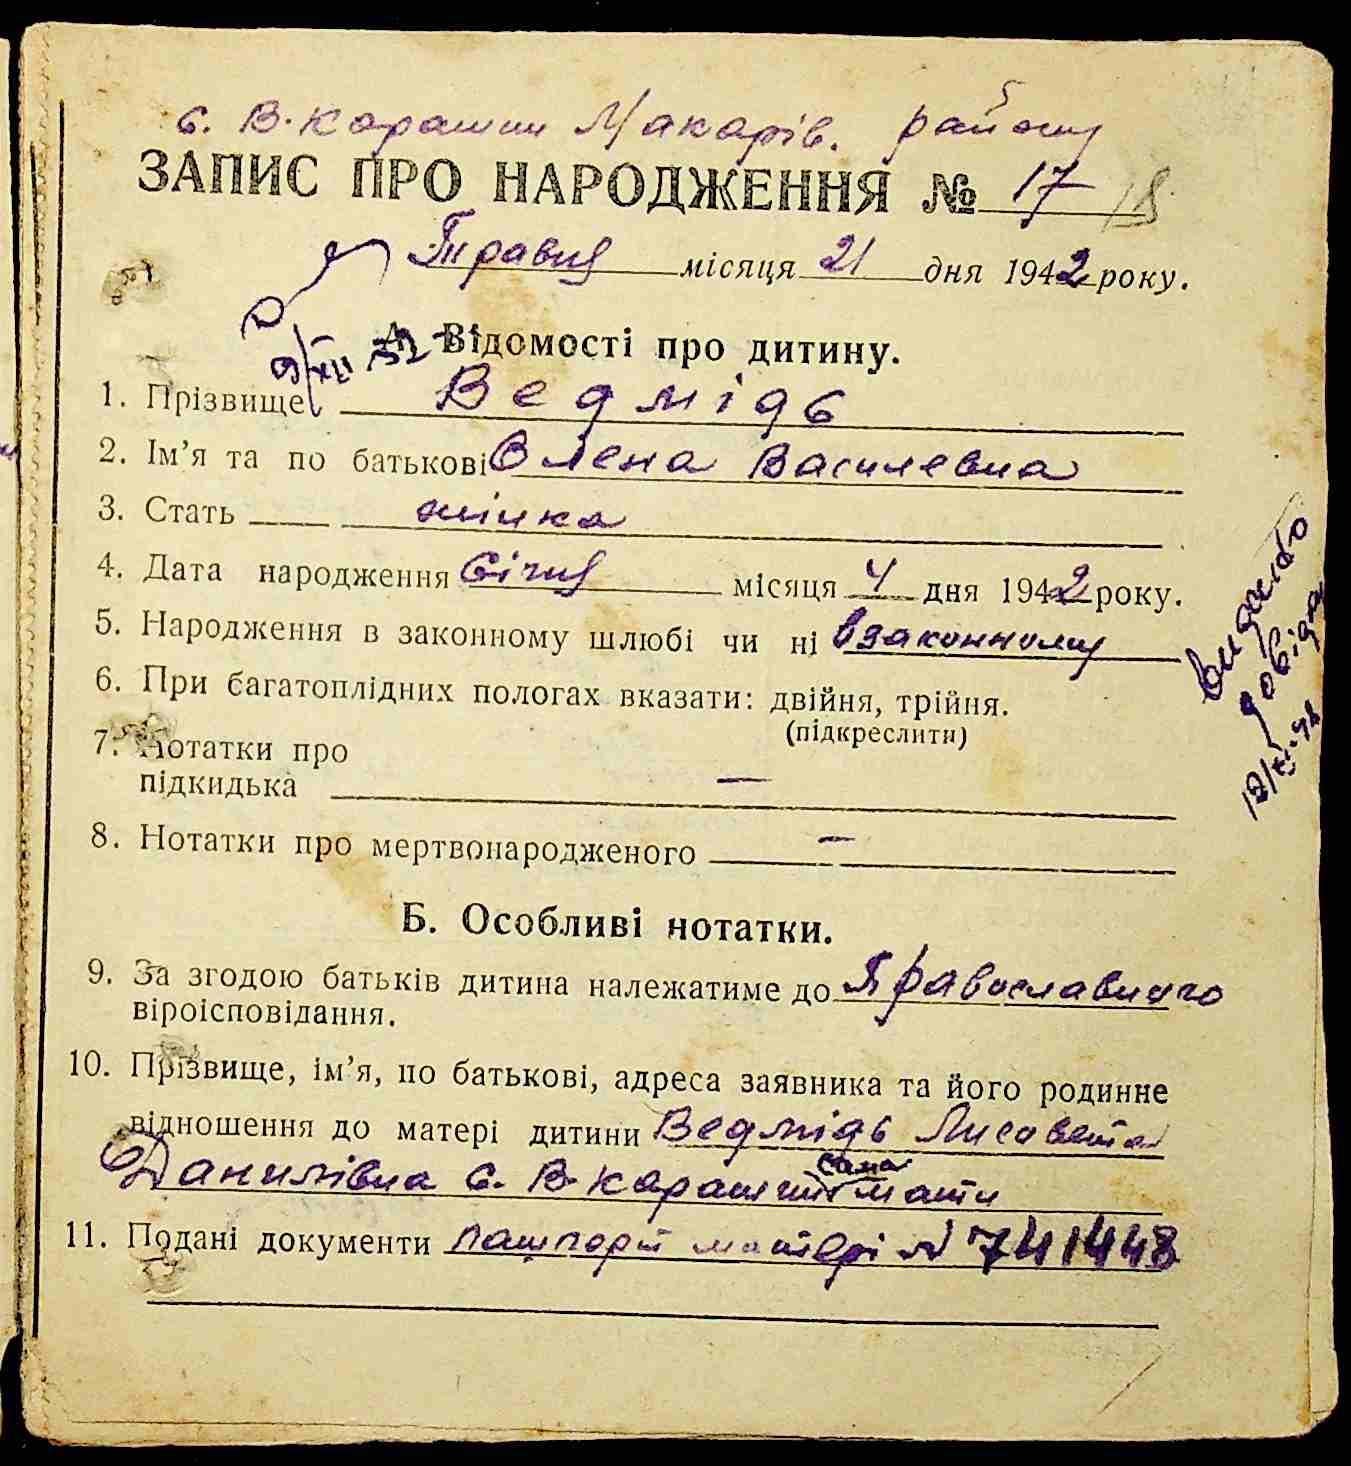 с. В-Карашин Макарів. району
ЗАПИС ПРО НАРОДЖЕННЯ № 17 18
Травня місяця 21 дня 1942 року.
А. Відомості про дитину.
1. Прізвище Ведмідь
2. Ім’я та по батькові Олена Василевна
3. Стать жінка
4. Дата народження Січня місяця 4 дня 1942 року.
5. Народження в законному шлюбі чи ні в законному
6. При багатоплідних пологах вказати: двійня, трійня.
(підкреслити)
7. Нотатки про
підкидька —
8. Нотатки про мертвонародженого —
Б. Особливі нотатки.
9. За згодою батьків дитина належатиме до Православного
віроісповідання.
10. Прізвище, ім’я, по батькові, адреса заявника та його родинне
відношення до матері дитини Ведмідь Лисавета
сама
Данилівна с. В-Карашин мати
11. Подані документи пашпорт матері № 741448
видано